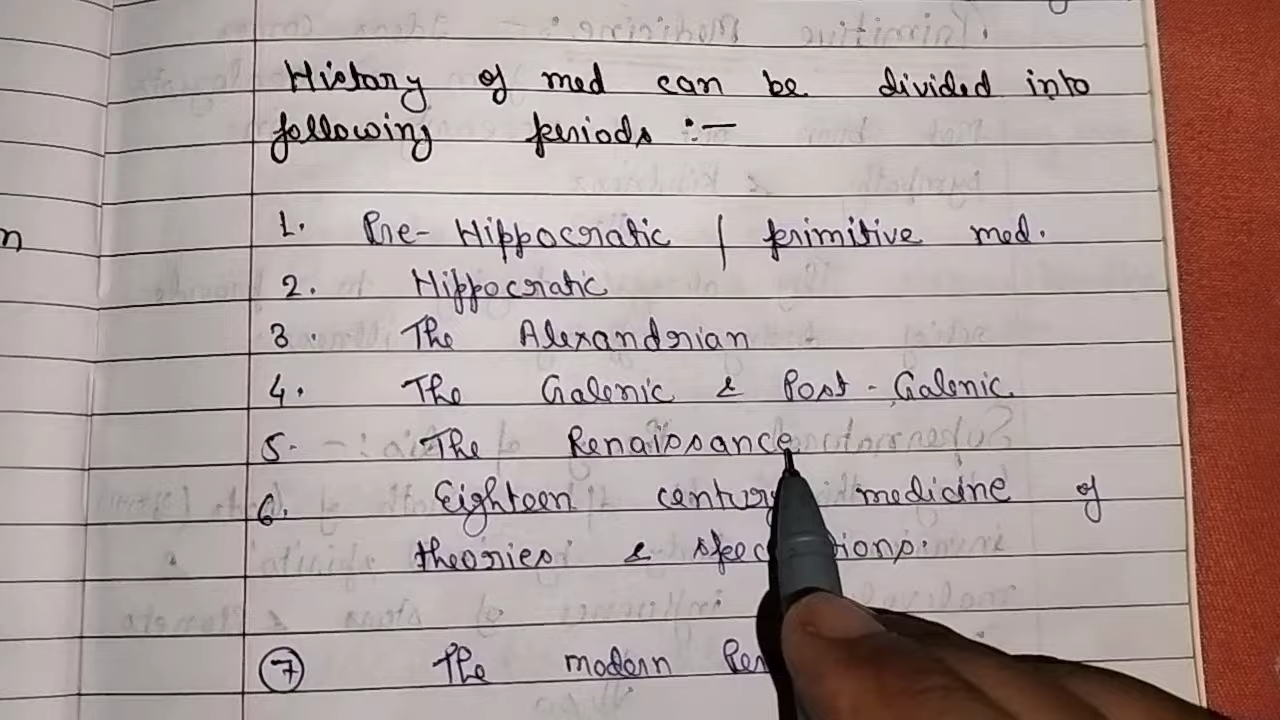 History of med can be divided into
following periods :-
1. Pre-Hippocratic / primitive med.
2. Hippocratic
3. The Alexandrian
4. The Galenic & Post-Galenic
5. The Renaissance
6. Eighteen century medicine of
theories &
7 The modern
n